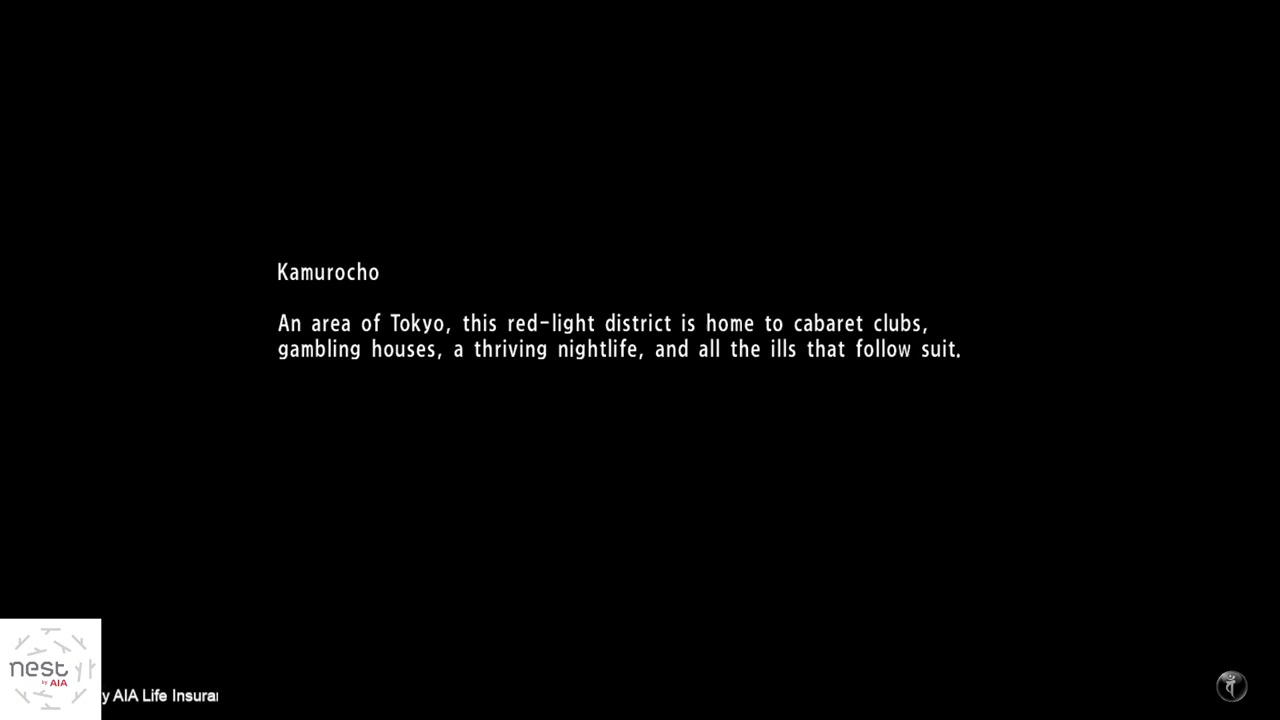 Kamurocho
An area of Tokyo, this red-light district is home to cabaret clubs,
gambling houses, a thriving nightlife, and all the ills that follow suit.
nest
by AIA
y AIA Life Insura